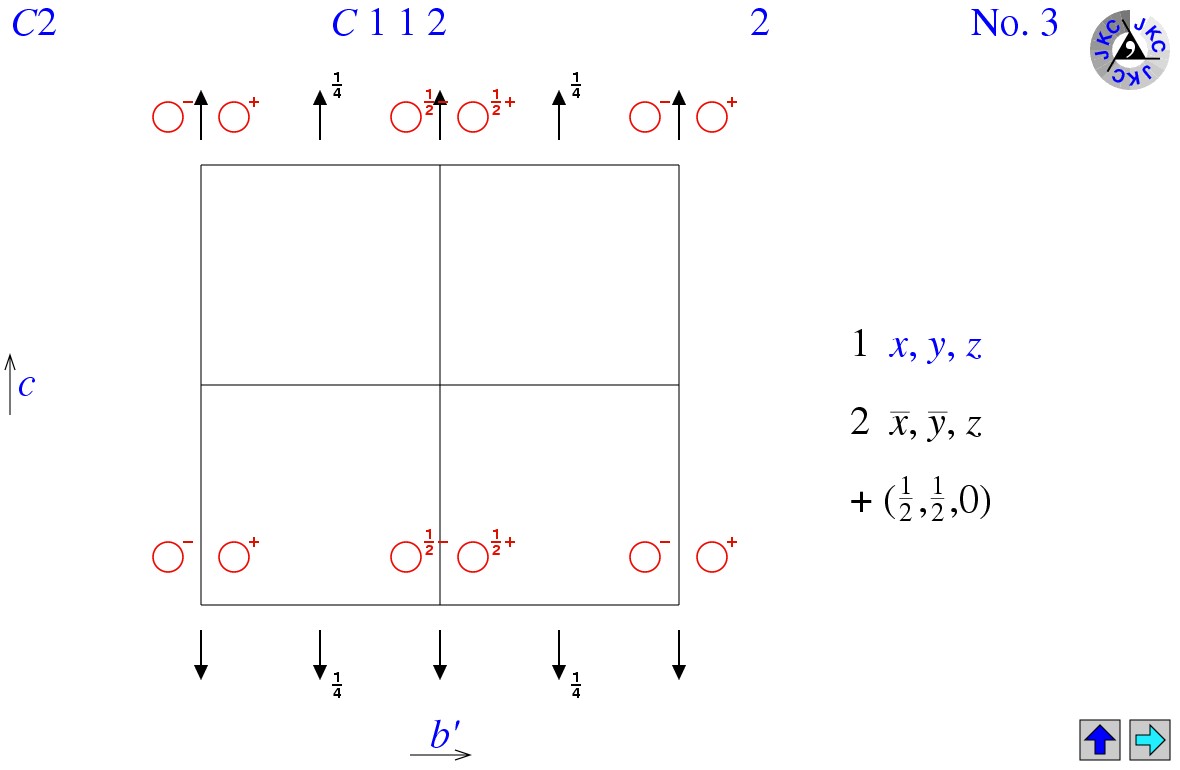 C2 C 1 1 2 2 No. 3
J K C J K C J K C
1/4 1/4
- + 1/2- 1/2+ - +
1 x, y, z
c
2 x̅, y̅, z
+ (1/2,1/2,0)
- + 1/2- 1/2+ - +
1/4 1/4
b′